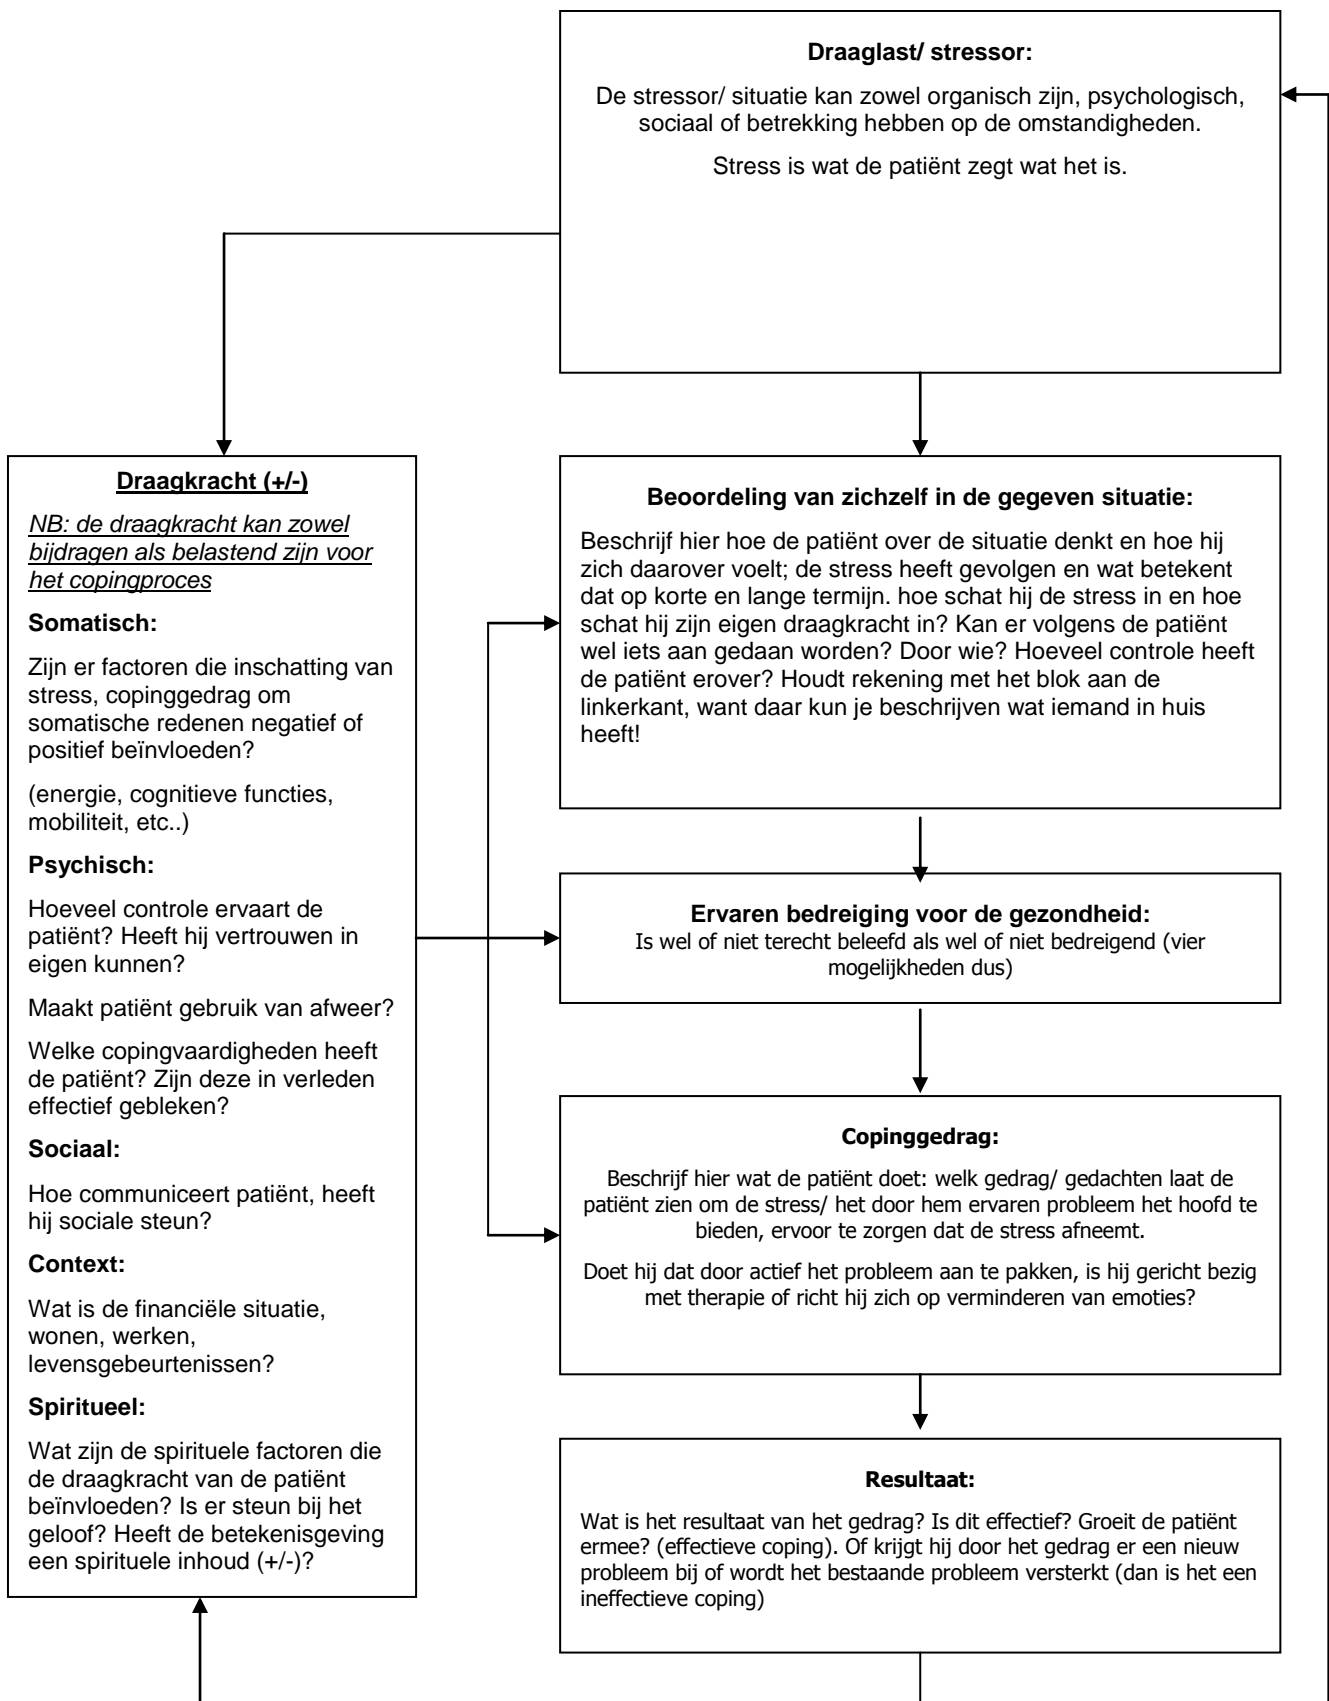 Draaglast/ stressor:
De stressor/ situatie kan zowel organisch zijn, psychologisch,
sociaal of betrekking hebben op de omstandigheden.
Stress is wat de patiënt zegt wat het is.
Draagkracht (+/-)
NB: de draagkracht kan zowel
bijdragen als belastend zijn voor
het copingproces
Somatisch:
Zijn er factoren die inschatting van
stress, copinggedrag om
somatische redenen negatief of
positief beïnvloeden?
(energie, cognitieve functies,
mobiliteit, etc..)
Psychisch:
Hoeveel controle ervaart de
patiënt? Heeft hij vertrouwen in
eigen kunnen?
Maakt patiënt gebruik van afweer?
Welke copingvaardigheden heeft
de patiënt? Zijn deze in verleden
effectief gebleken?
Sociaal:
Hoe communiceert patiënt, heeft
hij sociale steun?
Context:
Wat is de financiële situatie,
wonen, werken,
levensgebeurtenissen?
Spiritueel:
Wat zijn de spirituele factoren die
de draagkracht van de patiënt
beïnvloeden? Is er steun bij het
geloof? Heeft de betekenisgeving
een spirituele inhoud (+/-)?
Beoordeling van zichzelf in de gegeven situatie:
Beschrijf hier hoe de patiënt over de situatie denkt en hoe hij
zich daarover voelt; de stress heeft gevolgen en wat betekent
dat op korte en lange termijn. hoe schat hij de stress in en hoe
schat hij zijn eigen draagkracht in? Kan er volgens de patiënt
wel iets aan gedaan worden? Door wie? Hoeveel controle heeft
de patiënt erover? Houdt rekening met het blok aan de
linkerkant, want daar kun je beschrijven wat iemand in huis
heeft!
Ervaren bedreiging voor de gezondheid:
Is wel of niet terecht beleefd als wel of niet bedreigend (vier
mogelijkheden dus)
Copinggedrag:
Beschrijf hier wat de patiënt doet: welk gedrag/ gedachten laat de
patiënt zien om de stress/ het door hem ervaren probleem het hoofd te
bieden, ervoor te zorgen dat de stress afneemt.
Doet hij dat door actief het probleem aan te pakken, is hij gericht bezig
met therapie of richt hij zich op verminderen van emoties?
Resultaat:
Wat is het resultaat van het gedrag? Is dit effectief? Groeit de patiënt
ermee? (effectieve coping). Of krijgt hij door het gedrag er een nieuw
probleem bij of wordt het bestaande probleem versterkt (dan is het een
ineffectieve coping)